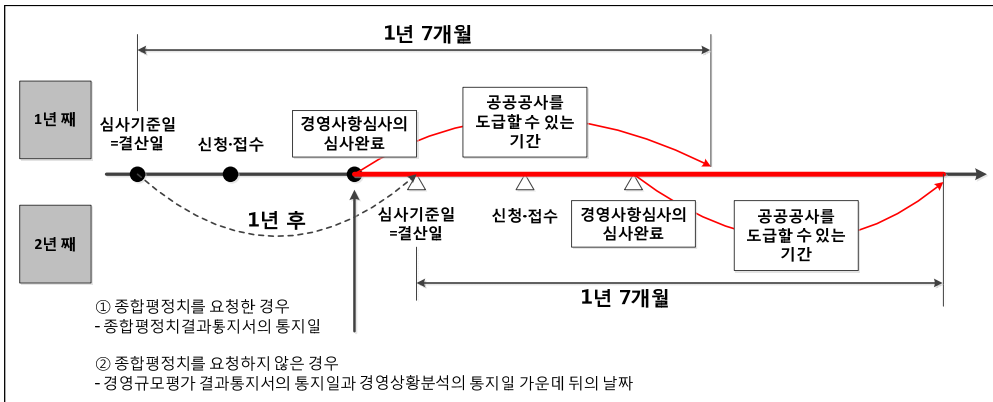 1년 7개월
1년 째
심사기준일
=결산일
신청·접수
경영사항심사의
심사완료
공공공사를
도급할 수 있는
기간
1년 후
2년 째
심사기준일
=결산일
신청·접수
경영사항심사의
심사완료
공공공사를
도급할 수 있는
기간
1년 7개월
① 종합평정치를 요청한 경우
- 종합평정치결과통지서의 통지일
② 종합평정치를 요청하지 않은 경우
- 경영규모평가 결과통지서의 통지일과 경영상황분석의 통지일 가운데 뒤의 날짜